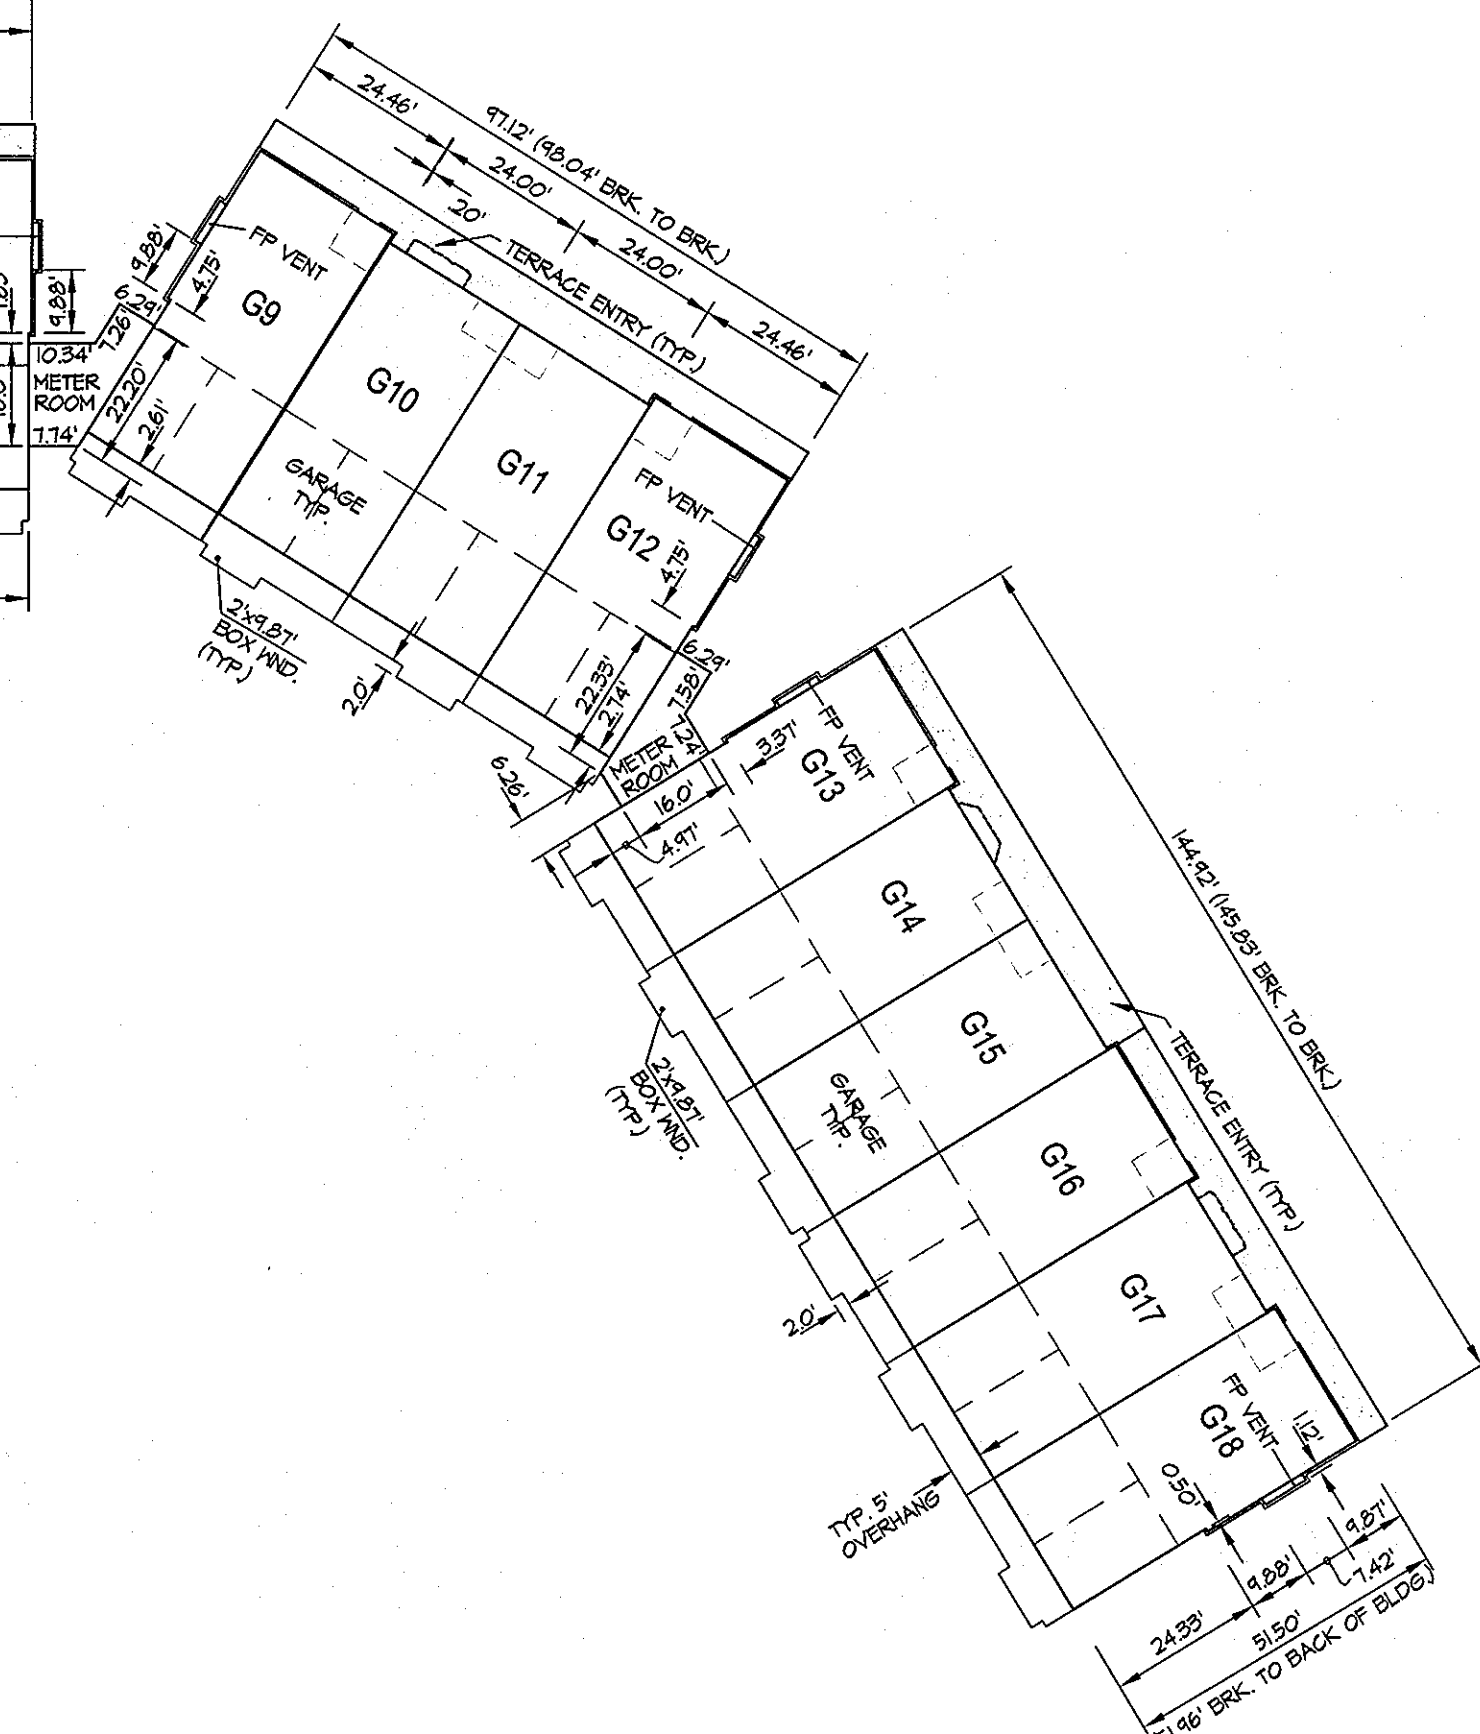 24.46'
97.12' (98.04' BRK. TO BRK.)
24.00'
.20'
24.00'
24.46'
TERRACE ENTRY (TYP.)
FP VENT
9.88'
4.75'
6.29'
7.26'
G9
9.88'
10.34'
METER
ROOM
7.74'
22.20'
2.61'
G10
GARAGE
TYP.
G11
FP VENT
G12
4.75'
2'x9.87'
BOX WND.
(TYP.)
2.0'
22.33'
2.74'
6.29'
7.58'
7.24'
METER
ROOM
6.26'
16.0'
4.97'
3.37'
FP VENT
G13
G14
G15
144.92' (145.83' BRK. TO BRK.)
TERRACE ENTRY (TYP.)
2'x9.87'
BOX WND.
(TYP.)
GARAGE
TYP.
G16
G17
2.0'
FP VENT
G18
1.12'
0.50'
TYP. 5'
OVERHANG
9.87'
7.42'
9.88'
24.33'
51.50'
96' BRK. TO BACK OF BLDG.)